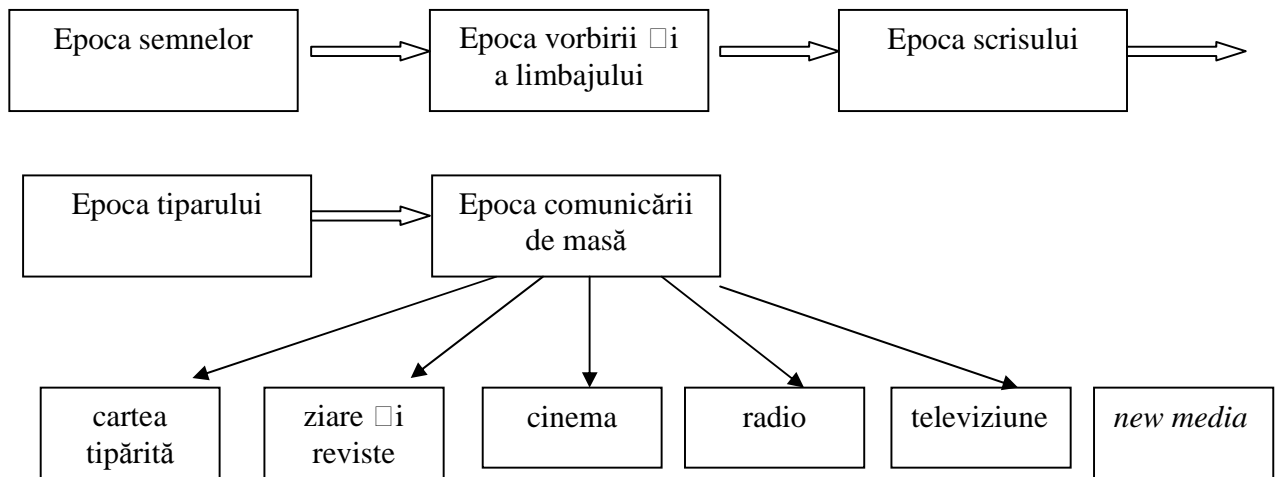 Epoca semnelor
Epoca vorbirii □i
a limbajului
Epoca scrisului
Epoca tiparului
Epoca comunicării
de masă
cartea
tipărită
ziare □i
reviste
cinema
radio
televiziune
new media